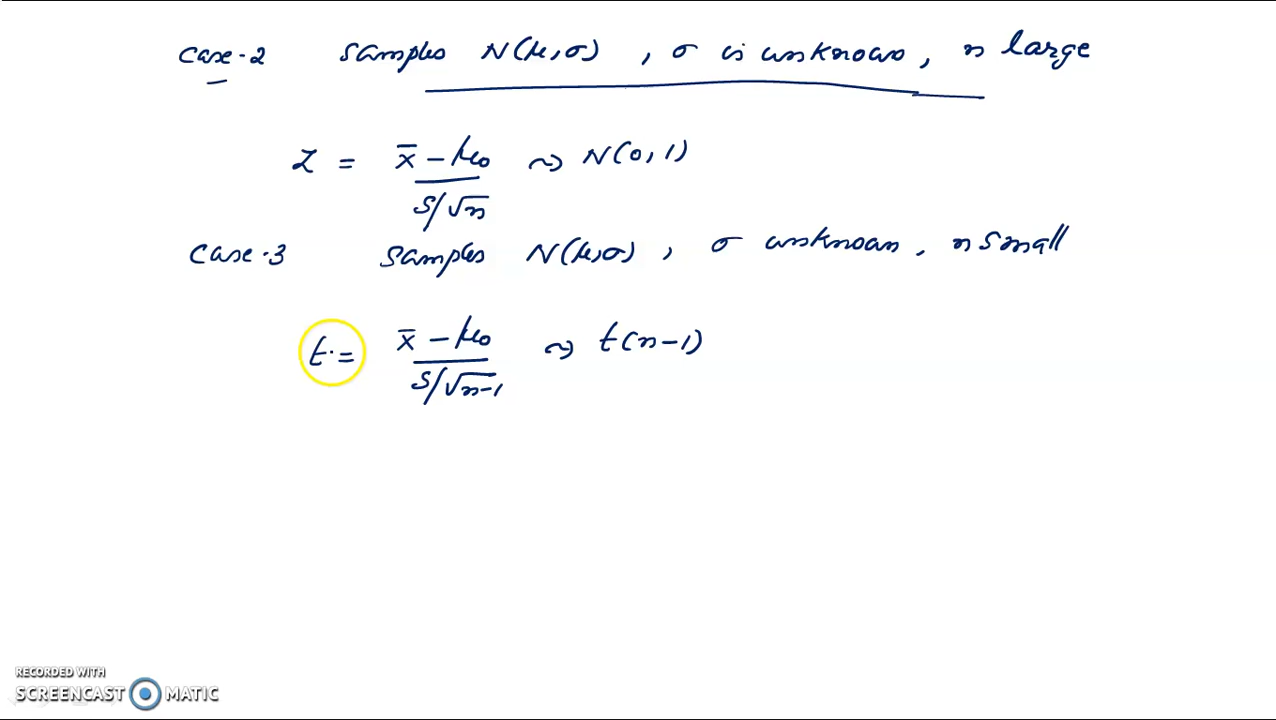 case-2 samples N(μ,σ) , σ is unknown, n large
Z = x̄ - μ₀ / S/√n ~> N(0,1)
case-3 samples N(μ,σ) , σ unknown, n small
t = x̄ - μ₀ / S/√n-1 ~> t(n-1)
RECORDED WITH
SCREENCAST MATIC